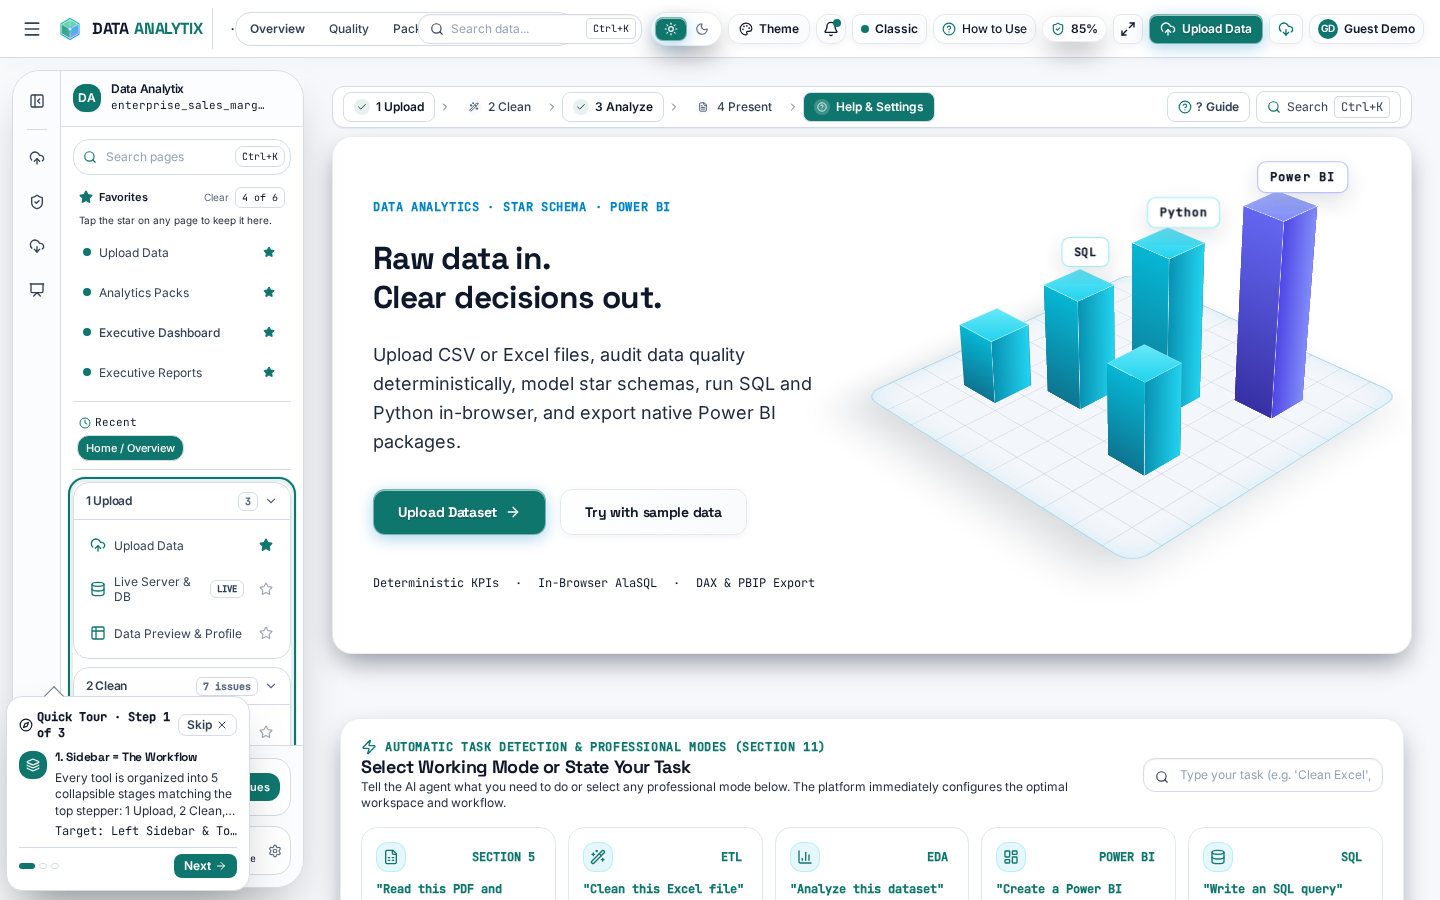 DATA ANALYTIX
Overview
Quality
Pack
Search data...
Ctrl+K
Theme
Classic
How to Use
85%
Upload Data
GD
Guest Demo
DA
Data Analytix
enterprise_sales_marg…
Search pages
Ctrl+K
Favorites
Clear
4 of 6
Tap the star on any page to keep it here.
Upload Data
Analytics Packs
Executive Dashboard
Executive Reports
Recent
Home / Overview
1 Upload
3
Upload Data
Live Server &
DB
LIVE
Data Preview & Profile
2 Clean
7 issues
Quick Tour · Step 1
of 3
Skip
1. Sidebar = The Workflow
Every tool is organized into 5
collapsible stages matching the
top stepper: 1 Upload, 2 Clean,…
Target: Left Sidebar & To…
Next
1 Upload
2 Clean
3 Analyze
4 Present
Help & Settings
? Guide
Search
Ctrl+K
DATA ANALYTICS · STAR SCHEMA · POWER BI
Raw data in.
Clear decisions out.
Upload CSV or Excel files, audit data quality
deterministically, model star schemas, run SQL and
Python in-browser, and export native Power BI
packages.
Upload Dataset
Try with sample data
Deterministic KPIs · In-Browser AlaSQL · DAX & PBIP Export
SQL
Python
Power BI
AUTOMATIC TASK DETECTION & PROFESSIONAL MODES (SECTION 11)
Select Working Mode or State Your Task
Tell the AI agent what you need to do or select any professional mode below. The platform immediately configures the optimal
workspace and workflow.
Type your task (e.g. 'Clean Excel',
SECTION 5
"Read this PDF and
ETL
"Clean this Excel file"
EDA
"Analyze this dataset"
POWER BI
"Create a Power BI
SQL
"Write an SQL query"